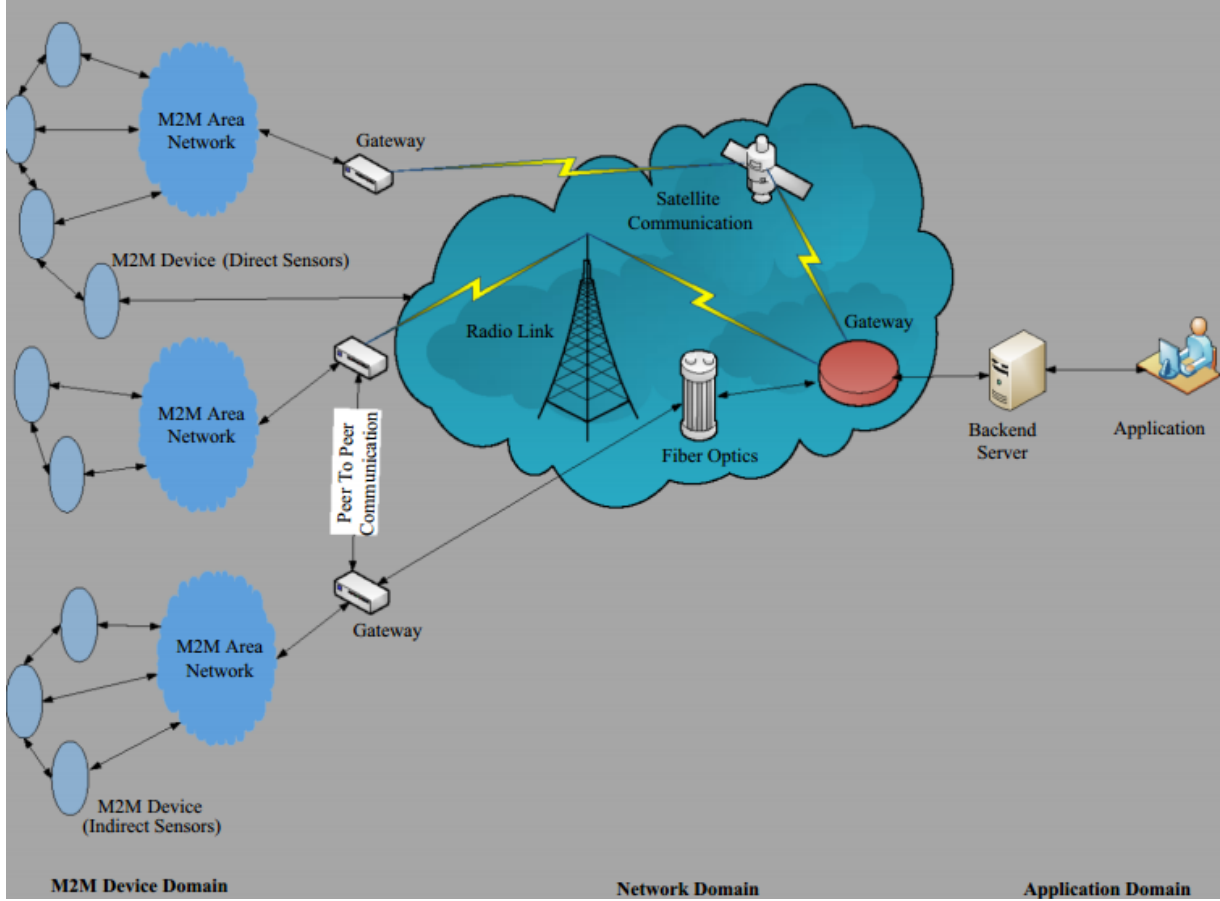 M2M Area
Network
Gateway
Satellite
Communication
M2M Device (Direct Sensors)
Radio Link
Gateway
M2M Area
Network
Peer To Peer
Communication
Fiber Optics
Backend
Server
Application
M2M Area
Network
Gateway
M2M Device
(Indirect Sensors)
M2M Device Domain
Network Domain
Application Domain